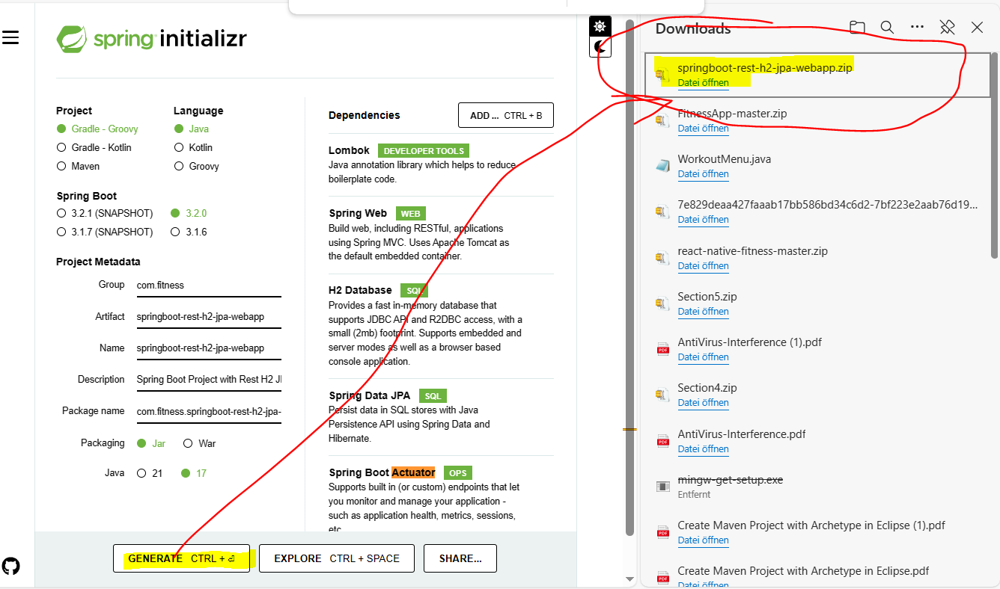 spring initializr
Project
Gradle - Groovy
Gradle - Kotlin
Maven
Language
Java
Kotlin
Groovy
Spring Boot
3.2.1 (SNAPSHOT)
3.2.0
3.1.7 (SNAPSHOT)
3.1.6
Project Metadata
Group com.fitness
Artifact springboot-rest-h2-jpa-webapp
Name springboot-rest-h2-jpa-webapp
Description Spring Boot Project with Rest H2
Package name com.fitness.springboot-rest-h2-jpa-
Packaging Jar War
Java 21 17
Dependencies
ADD ... CTRL + B
Lombok DEVELOPER TOOLS
Java annotation library which helps to reduce
boilerplate code.
Spring Web WEB
Build web, including RESTful, applications
using Spring MVC. Uses Apache Tomcat as
the default embedded container.
H2 Database SQL
Provides a fast in-memory database that
supports JDBC API and R2DBC access, with a
small (2mb) footprint. Supports embedded and
server modes as well as a browser based
console application.
Spring Data JPA SQL
Persist data in SQL stores with Java
Persistence API using Spring Data and
Hibernate.
Spring Boot Actuator OPS
Supports built in (or custom) endpoints that let
you monitor and manage your application -
such as application health, metrics, sessions,
etc.
GENERATE CTRL + ⏎
EXPLORE CTRL + SPACE
SHARE...
Downloads
springboot-rest-h2-jpa-webapp.zip
Datei öffnen
FitnessApp-master.zip
Datei öffnen
WorkoutMenu.java
Datei öffnen
7e829deaa427faaab17bb586bd34c6d2-7bf223e2aab76d19...
Datei öffnen
react-native-fitness-master.zip
Datei öffnen
Section5.zip
Datei öffnen
AntiVirus-Interference (1).pdf
Datei öffnen
Section4.zip
Datei öffnen
AntiVirus-Interference.pdf
Datei öffnen
mingw-get-setup.exe
Entfernt
Create Maven Project with Archetype in Eclipse (1).pdf
Datei öffnen
Create Maven Project with Archetype in Eclipse.pdf
Datei öffnen